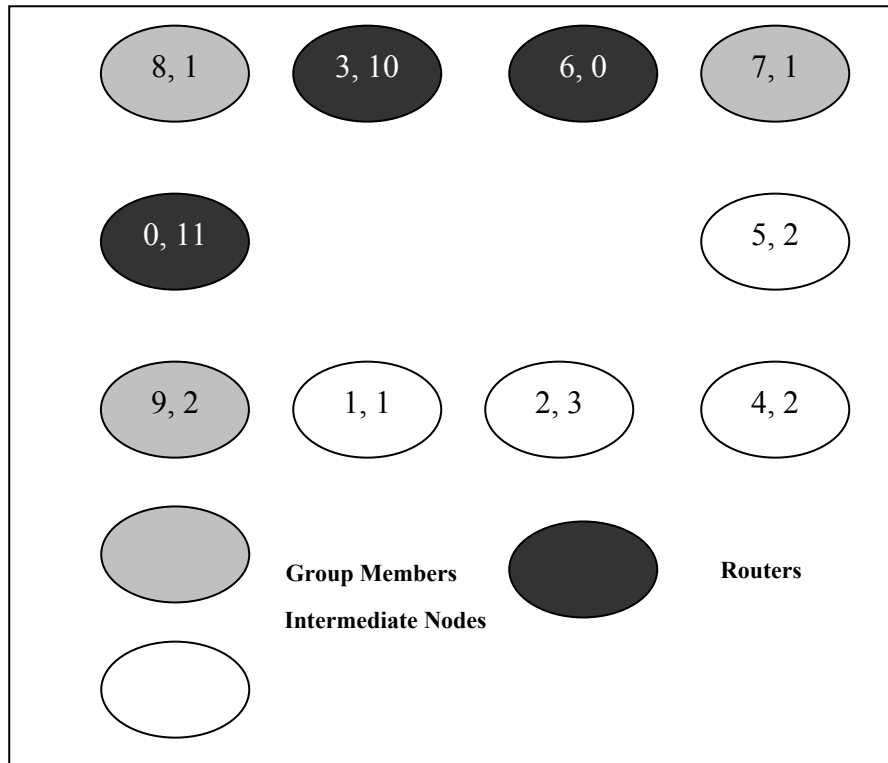 8, 1 3, 10 6, 0 7, 1
0, 11 5, 2
9, 2 1, 1 2, 3 4, 2
Group Members Routers
Intermediate Nodes